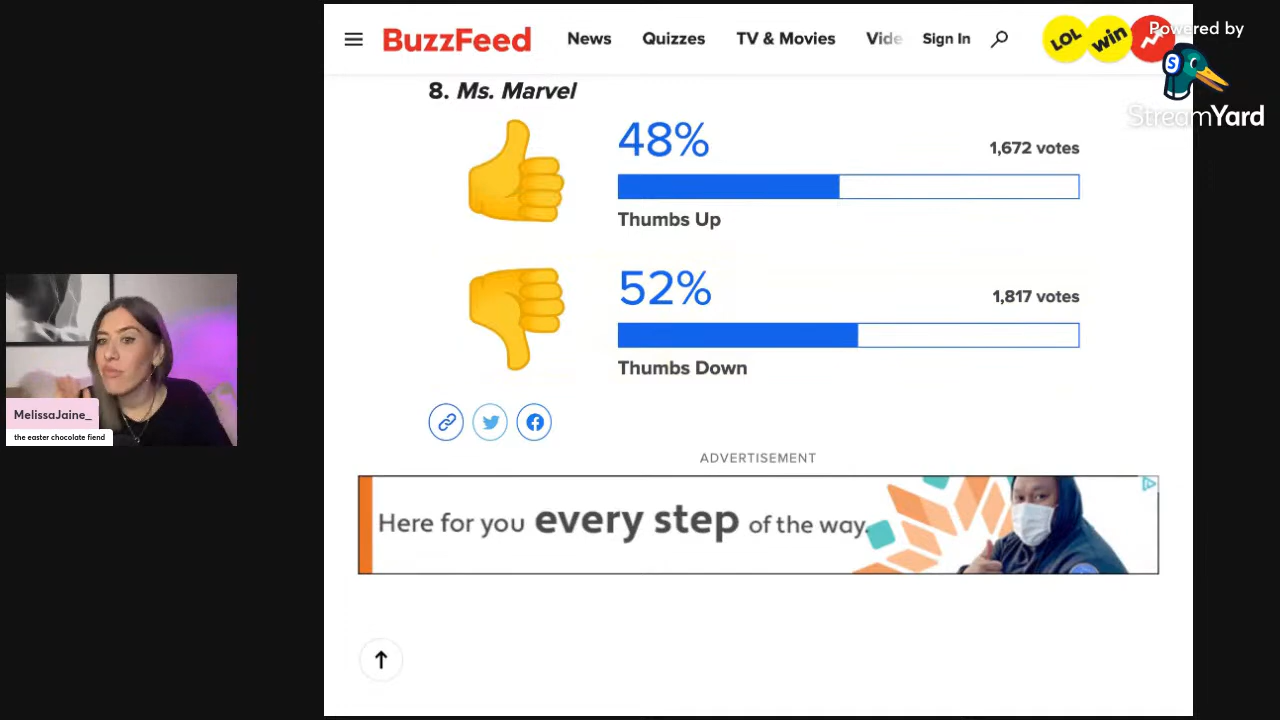 BuzzFeed
News
Quizzes
TV & Movies
Vide
Sign In
LOL
win
Powered by
S
StreamYard
8. Ms. Marvel
48%
1,672 votes
Thumbs Up
52%
1,817 votes
Thumbs Down
MelissaJaine_
the easter chocolate fiend
ADVERTISEMENT
Here for you every step of the way.